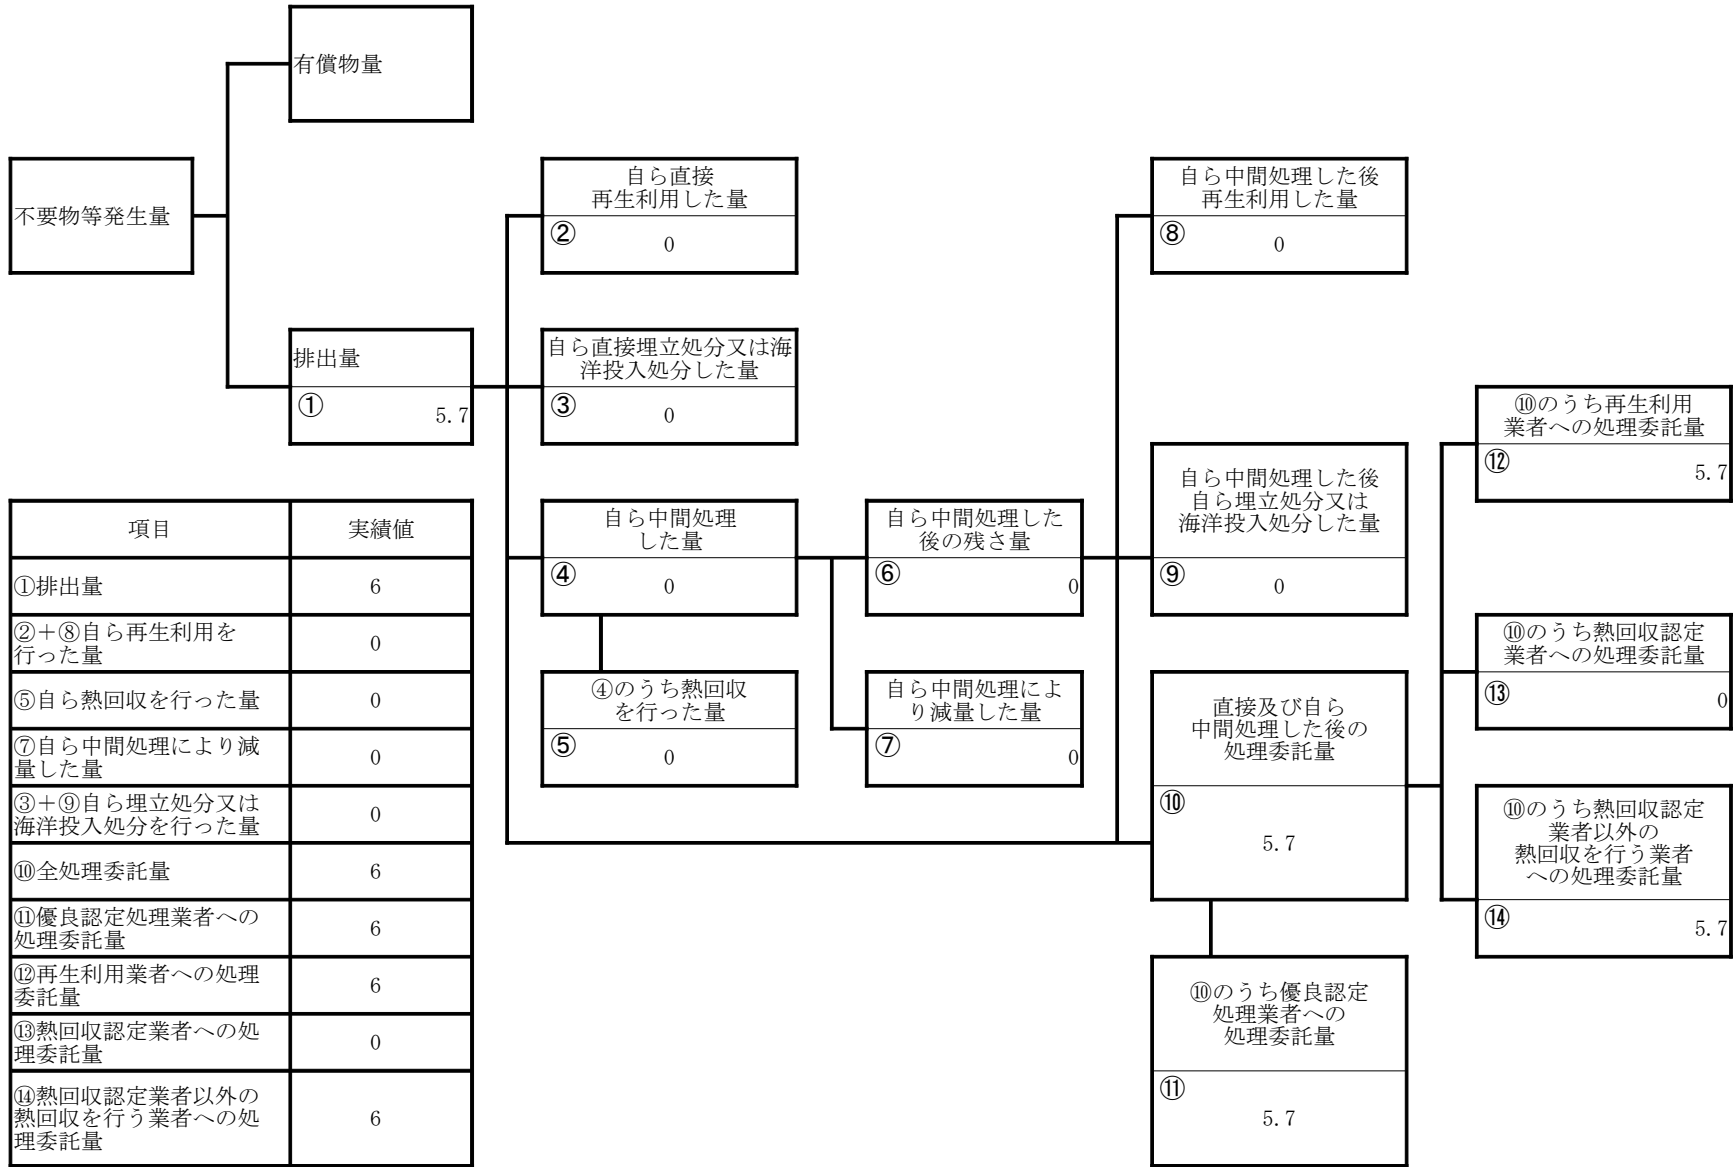 有償物量
不要物等発生量
自ら直接
再生利用した量
②
0
自ら中間処理した後
再生利用した量
⑧
0
排出量
①
5.7
自ら直接埋立処分又は海
洋投入処分した量
③
0
⑩のうち再生利用
業者への処理委託量
⑫
5.7
自ら中間処理した後
自ら埋立処分又は
海洋投入処分した量
⑨
0
自ら中間処理
した量
④
0
自ら中間処理した
後の残さ量
⑥
0
④のうち熱回収
を行った量
⑤
0
自ら中間処理によ
り減量した量
⑦
0
直接及び自ら
中間処理した後の
処理委託量
⑩
5.7
⑩のうち熱回収認定
業者への処理委託量
⑬
0
⑩のうち熱回収認定
業者以外の
熱回収を行う業者
への処理委託量
⑭
5.7
⑩のうち優良認定
処理業者への
処理委託量
⑪
5.7
項目 実績値
①排出量 6
②+⑧自ら再生利用を
行った量 0
⑤自ら熱回収を行った量 0
⑦自ら中間処理により減
量した量 0
③+⑨自ら埋立処分又は
海洋投入処分を行った量 0
⑩全処理委託量 6
⑪優良認定処理業者への
処理委託量 6
⑫再生利用業者への処理
委託量 6
⑬熱回収認定業者への処
理委託量 0
⑭熱回収認定業者以外の
熱回収を行う業者への処
理委託量 6